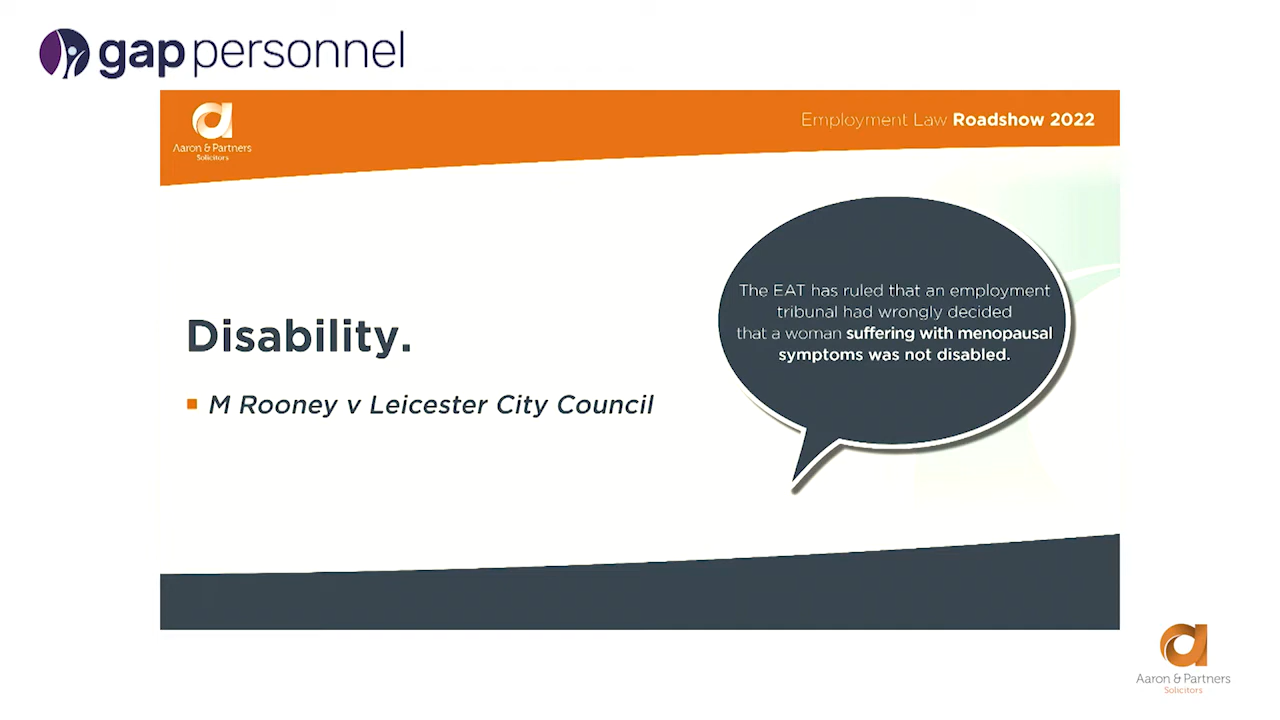 gap personnel
Aaron & Partners
Solicitors
Employment Law Roadshow 2022
Disability.
M Rooney v Leicester City Council
The EAT has ruled that an employment
tribunal had wrongly decided
that a woman suffering with menopausal
symptoms was not disabled.
Aaron & Partners
Solicitors